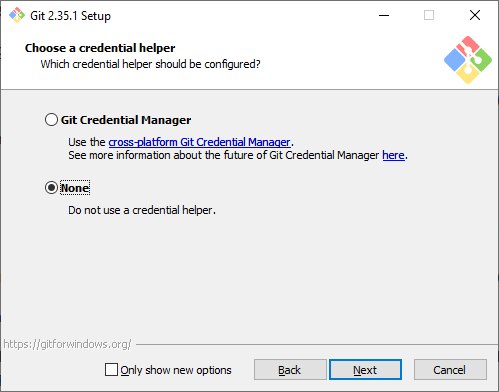 Git 2.35.1 Setup
Choose a credential helper
Which credential helper should be configured?
Git Credential Manager
Use the cross-platform Git Credential Manager.
See more information about the future of Git Credential Manager here.
None
Do not use a credential helper.
https://gitforwindows.org/
Only show new options
Back
Next
Cancel